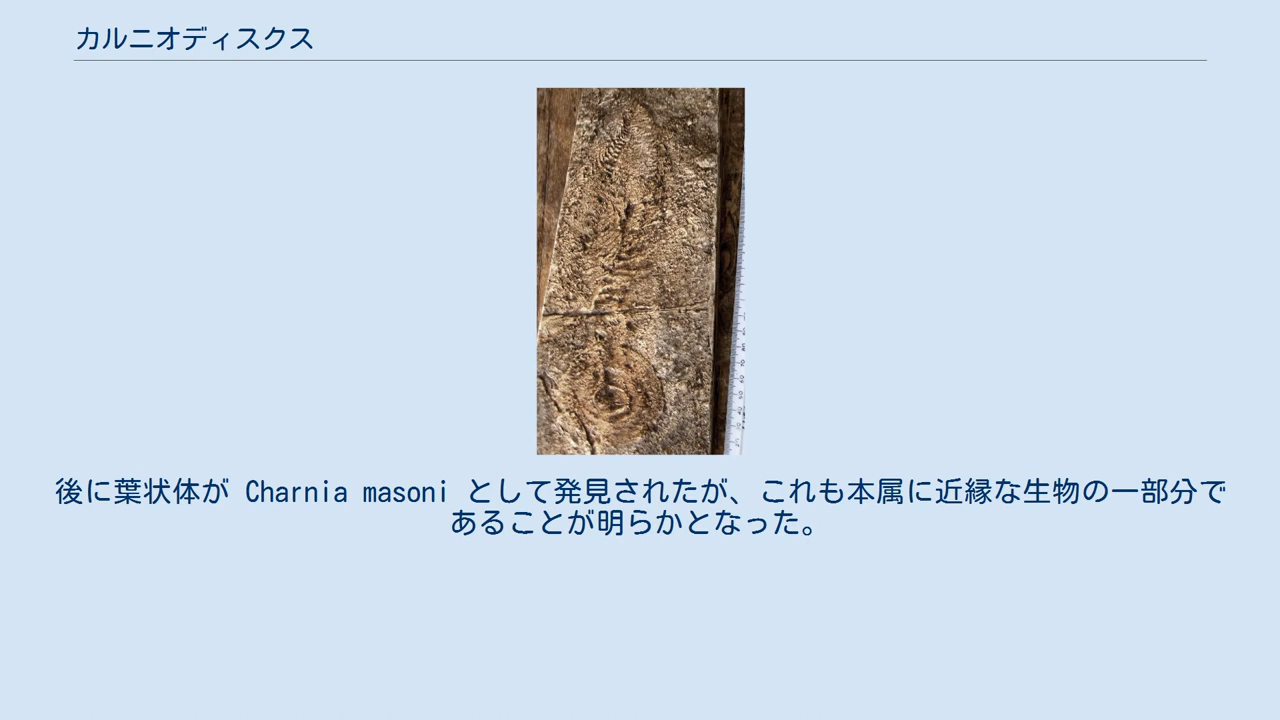 カルニオディスクス
後に葉状体が Charnia masoni として発見されたが、これも本属に近縁な生物の一部分で
あることが明らかとなった。